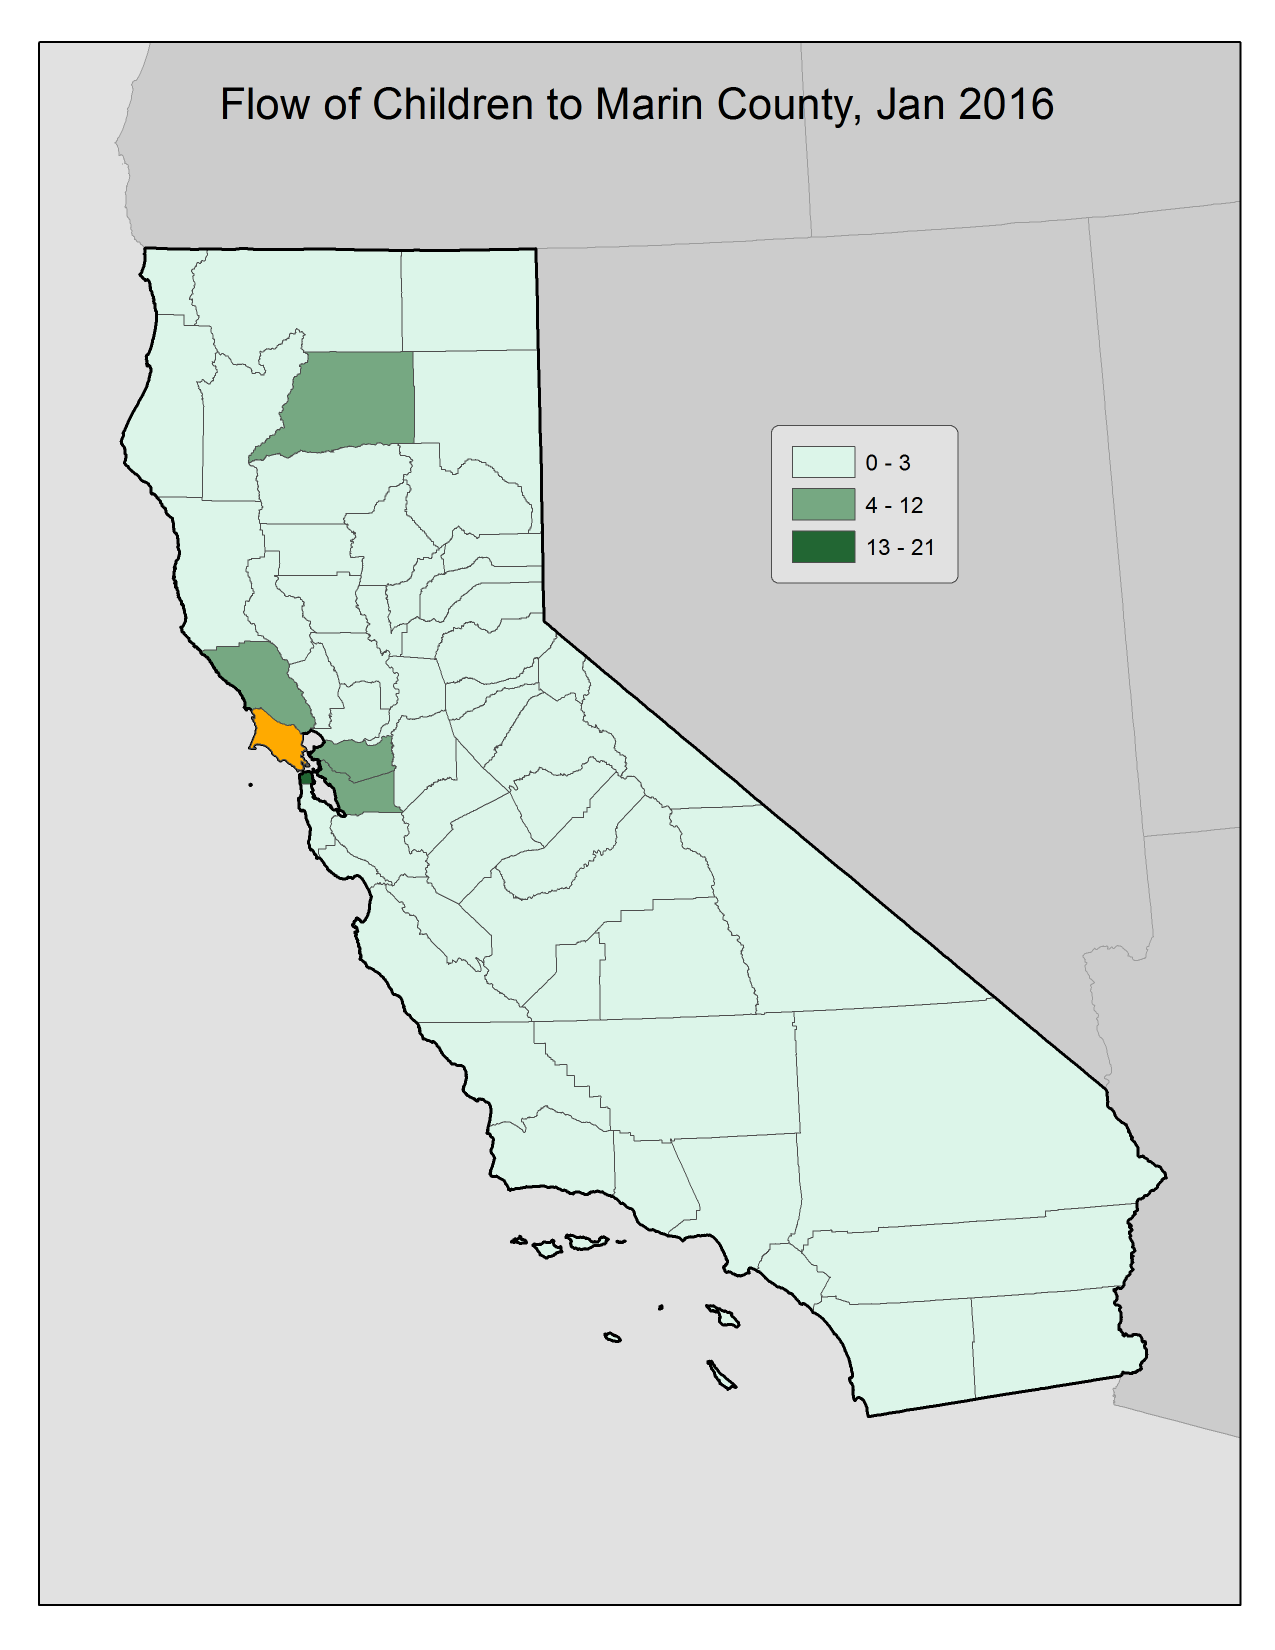 Flow of Children to Marin County, Jan 2016
0 - 3
4 - 12
13 - 21